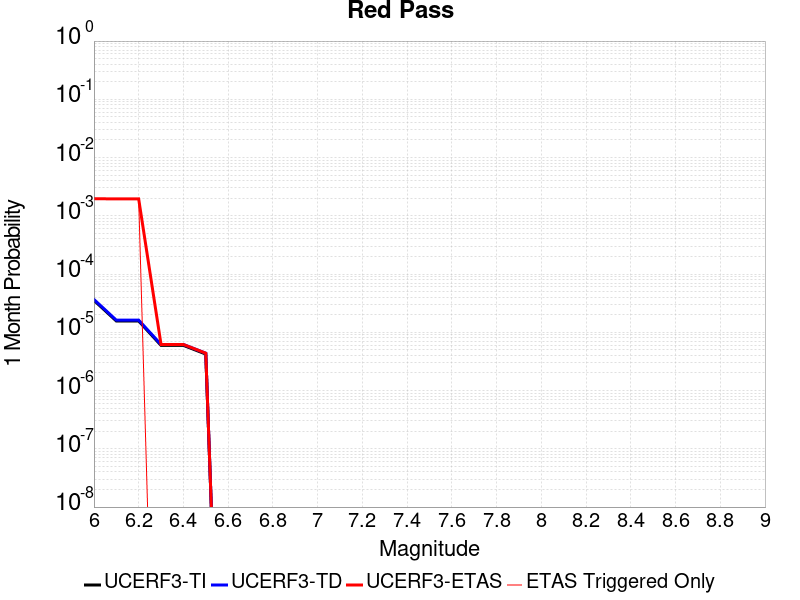 Red Pass
10^0
10^-1
10^-2
10^-3
10^-4
10^-5
10^-6
10^-7
10^-8
1 Month Probability
6 6.2 6.4 6.6 6.8 7 7.2 7.4 7.6 7.8 8 8.2 8.4 8.6 8.8 9
Magnitude
UCERF3-TI UCERF3-TD UCERF3-ETAS ETAS Triggered Only